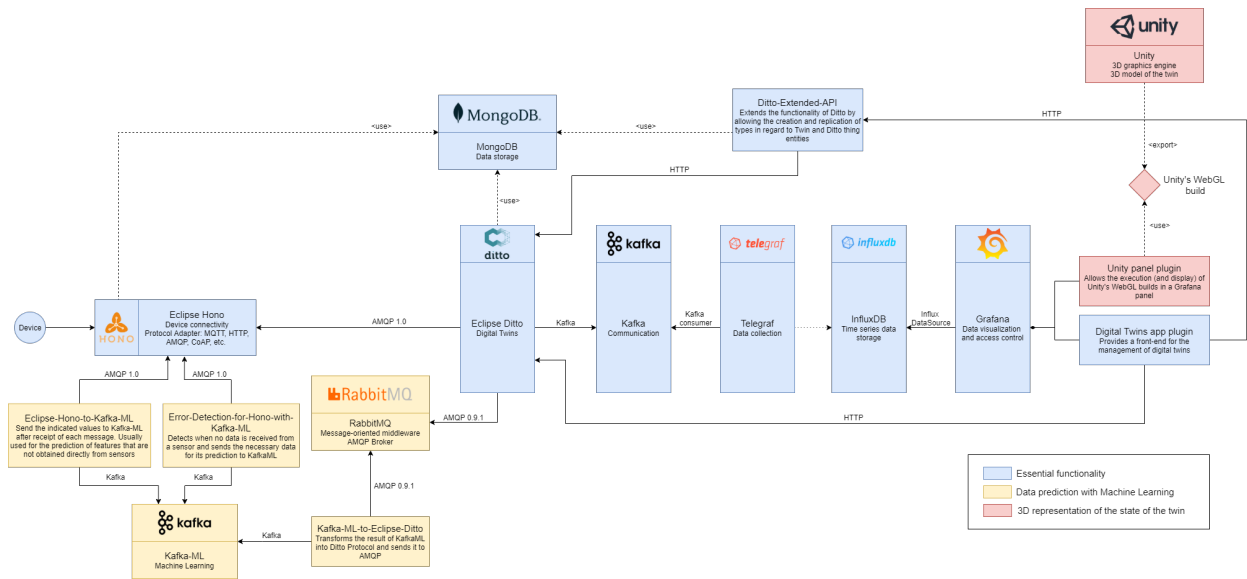 unity
Unity
3D graphics engine
3D model of the twin
MongoDB.
MongoDB
Data storage
Ditto-Extended-API
Extends the functionality of Ditto by
allowing the creation and replication of
types in regard to Twin and Ditto thing
entities
<use>
<use>
HTTP
HTTP
<export>
Unity's WebGL
build
<use>
<use>
ditto
Eclipse Ditto
Digital Twins
kafka
Kafka
Communication
telegraf
Telegraf
Data collection
influxdb
InfluxDB
Time series data
storage
Grafana
Data visualization
and access control
Unity panel plugin
Allows the execution (and display) of
Unity's WebGL builds in a Grafana
panel
Digital Twins app plugin
Provides a front-end for the
management of digital twins
Device
HONO
Eclipse Hono
Device connectivity
Protocol Adapter: MQTT, HTTP,
AMQP, CoAP, etc.
AMQP 1.0
Kafka
Kafka
consumer
Influx
DataSource
AMQP 1.0
AMQP 1.0
RabbitMQ
RabbitMQ
Message-oriented middleware
AMQP Broker
AMQP 0.9.1
HTTP
Eclipse-Hono-to-Kafka-ML
Send the indicated values to Kafka-ML
after receipt of each message. Usually
used for the prediction of features that are
not obtained directly from sensors
Error-Detection-for-Hono-with-
Kafka-ML
Detects when no data is received from
a sensor and sends the necessary data
for its prediction to KafkaML
Kafka
Kafka
AMQP 0.9.1
kafka
Kafka-ML
Machine Learning
Kafka
Kafka-ML-to-Eclipse-Ditto
Transforms the result of KafkaML
into Ditto Protocol and sends it to
AMQP
Essential functionality
Data prediction with Machine Learning
3D representation of the state of the twin